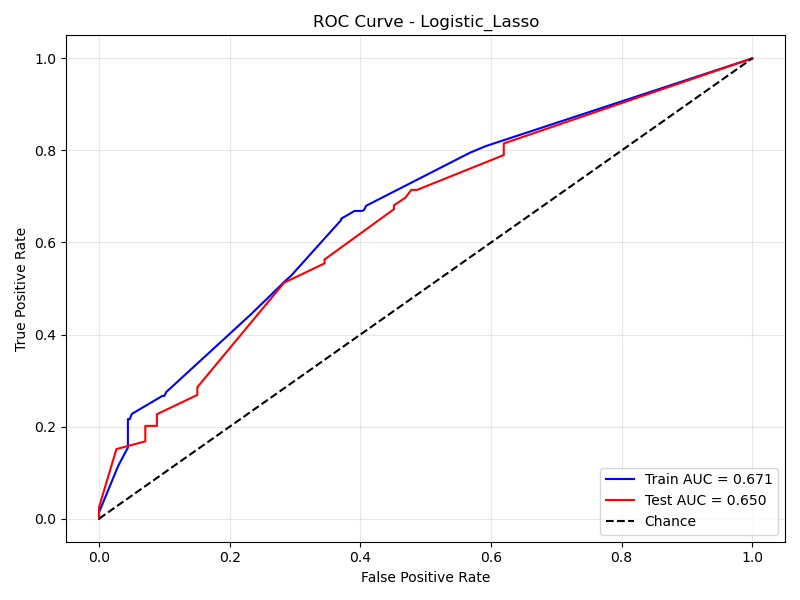 ROC Curve - Logistic_Lasso
True Positive Rate
1.0
0.8
0.6
0.4
0.2
0.0
0.0 0.2 0.4 0.6 0.8 1.0
False Positive Rate
Train AUC = 0.671
Test AUC = 0.650
Chance